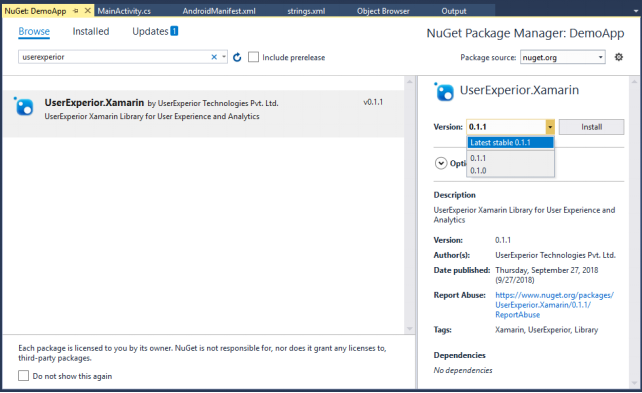 NuGet: DemoApp
MainActivity.cs
AndroidManifest.xml
strings.xml
Object Browser
Output
Browse
Installed
Updates 1
NuGet Package Manager: DemoApp
userexperior
Include prerelease
Package source: nuget.org
UserExperior.Xamarin by UserExperior Technologies Pvt. Ltd.
v0.1.1
UserExperior Xamarin Library for User Experience and Analytics
Each package is licensed to you by its owner. NuGet is not responsible for, nor does it grant any licenses to,
third-party packages.
Do not show this again
UserExperior.Xamarin
Version: 0.1.1
Install
Latest stable 0.1.1
0.1.1
0.1.0
Opti
Description
UserExperior Xamarin Library for User Experience and
Analytics
Version: 0.1.1
Author(s): UserExperior Technologies Pvt. Ltd.
Date published: Thursday, September 27, 2018
(9/27/2018)
Report Abuse: https://www.nuget.org/packages/
UserExperior.Xamarin/0.1.1/
ReportAbuse
Tags: Xamarin, UserExperior, Library
Dependencies
No dependencies